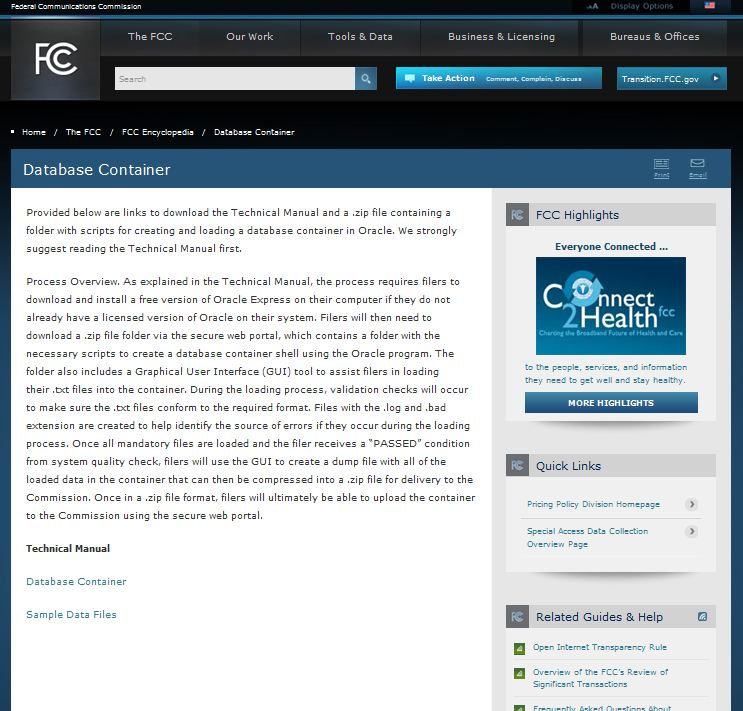 Federal Communications Commission
AA Display Options
FCC
The FCC Our Work Tools & Data Business & Licensing Bureaus & Offices
Search
Take Action Comment, Complain, Discuss
Transition.FCC.gov
Home / The FCC / FCC Encyclopedia / Database Container
Database Container
Print Email
Provided below are links to download the Technical Manual and a .zip file containing a
folder with scripts for creating and loading a database container in Oracle. We strongly
suggest reading the Technical Manual first.
Process Overview. As explained in the Technical Manual, the process requires filers to
download and install a free version of Oracle Express on their computer if they do not
already have a licensed version of Oracle on their system. Filers will then need to
download a .zip file folder via the secure web portal, which contains a folder with the
necessary scripts to create a database container shell using the Oracle program. The
folder also includes a Graphical User Interface (GUI) tool to assist filers in loading
their .txt files into the container. During the loading process, validation checks will occur
to make sure the .txt files conform to the required format. Files with the .log and .bad
extension are created to help identify the source of errors if they occur during the loading
process. Once all mandatory files are loaded and the filer receives a “PASSED” condition
from system quality check, filers will use the GUI to create a dump file with all of the
loaded data in the container that can then be compressed into a .zip file for delivery to the
Commission. Once in a .zip file format, filers will ultimately be able to upload the container
to the Commission using the secure web portal.
Technical Manual
Database Container
Sample Data Files
FCC FCC Highlights
Everyone Connected ...
Connect
2Health fcc
Charting the Broadband Future of Health and Care
to the people, services, and information
they need to get well and stay healthy.
MORE HIGHLIGHTS
FCC Quick Links
Pricing Policy Division Homepage
Special Access Data Collection
Overview Page
FCC Related Guides & Help
Open Internet Transparency Rule
Overview of the FCC's Review of
Significant Transactions
Frequently Asked Questions About